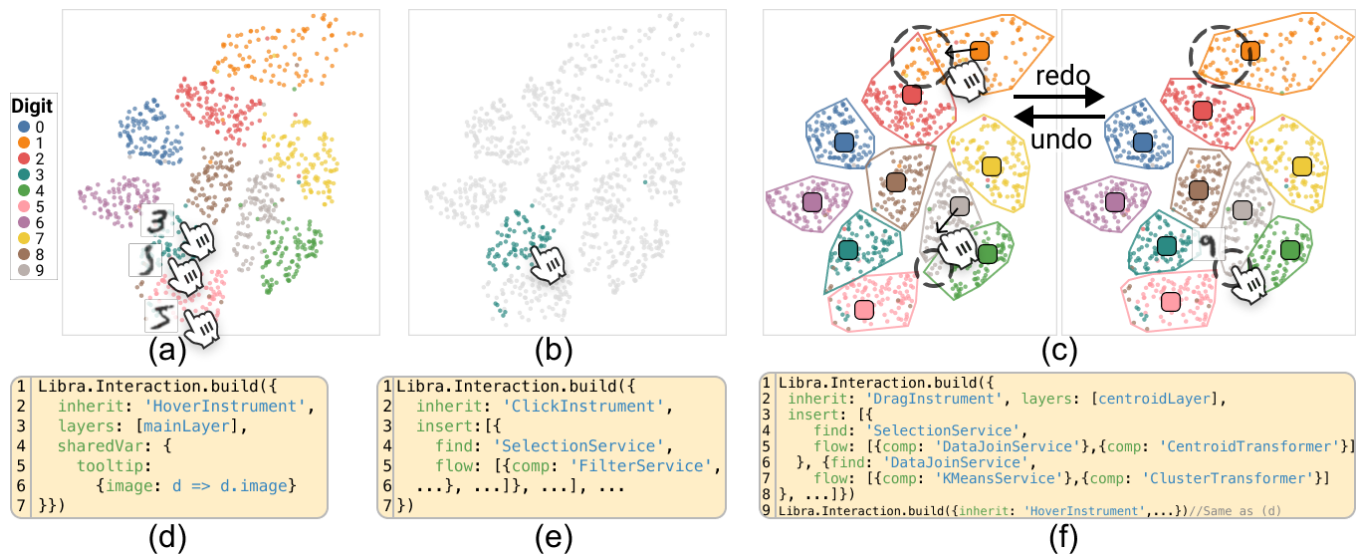 Digit
0
1
2
3
4
5
6
7
8
9
3
5
5
redo
undo
9
(a)
(b)
(c)
1 Libra.Interaction.build({
2 inherit: 'HoverInstrument',
3 layers: [mainLayer],
4 sharedVar: {
5 tooltip:
6 {image: d => d.image}
7 }})
(d)
1 Libra.Interaction.build({
2 inherit: 'ClickInstrument',
3 insert:[{
4 find: 'SelectionService',
5 flow: [{comp: 'FilterService',
6 ...}, ...]}, ...], ...
7 })
(e)
1 Libra.Interaction.build({
2 inherit: 'DragInstrument', layers: [centroidLayer],
3 insert: [{
4 find: 'SelectionService',
5 flow: [{comp: 'DataJoinService'},{comp: 'CentroidTransformer'}]
6 }, {find: 'DataJoinService',
7 flow: [{comp: 'KMeansService'},{comp: 'ClusterTransformer'}]
8 }, ...]})
9 Libra.Interaction.build({inherit: 'HoverInstrument',...})//Same as (d)
(f)